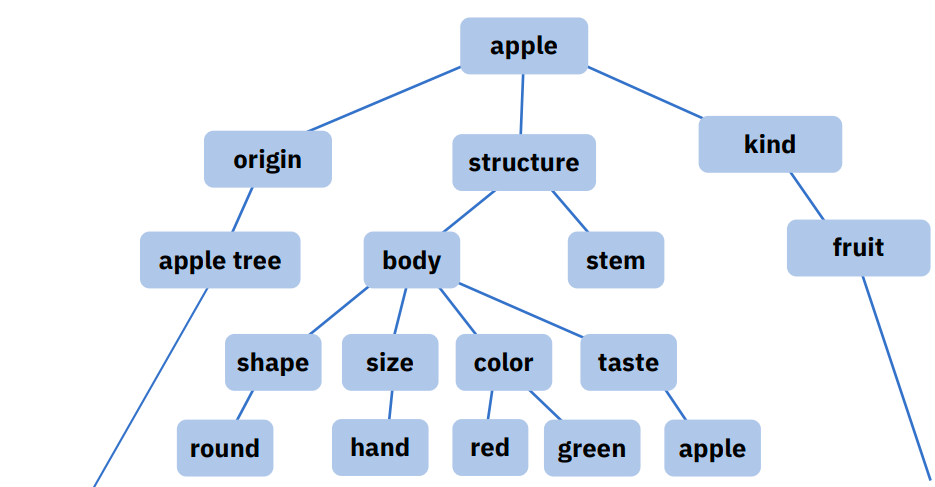 apple
origin
structure
kind
apple tree
body
stem
fruit
shape
size
color
taste
round
hand
red
green
apple